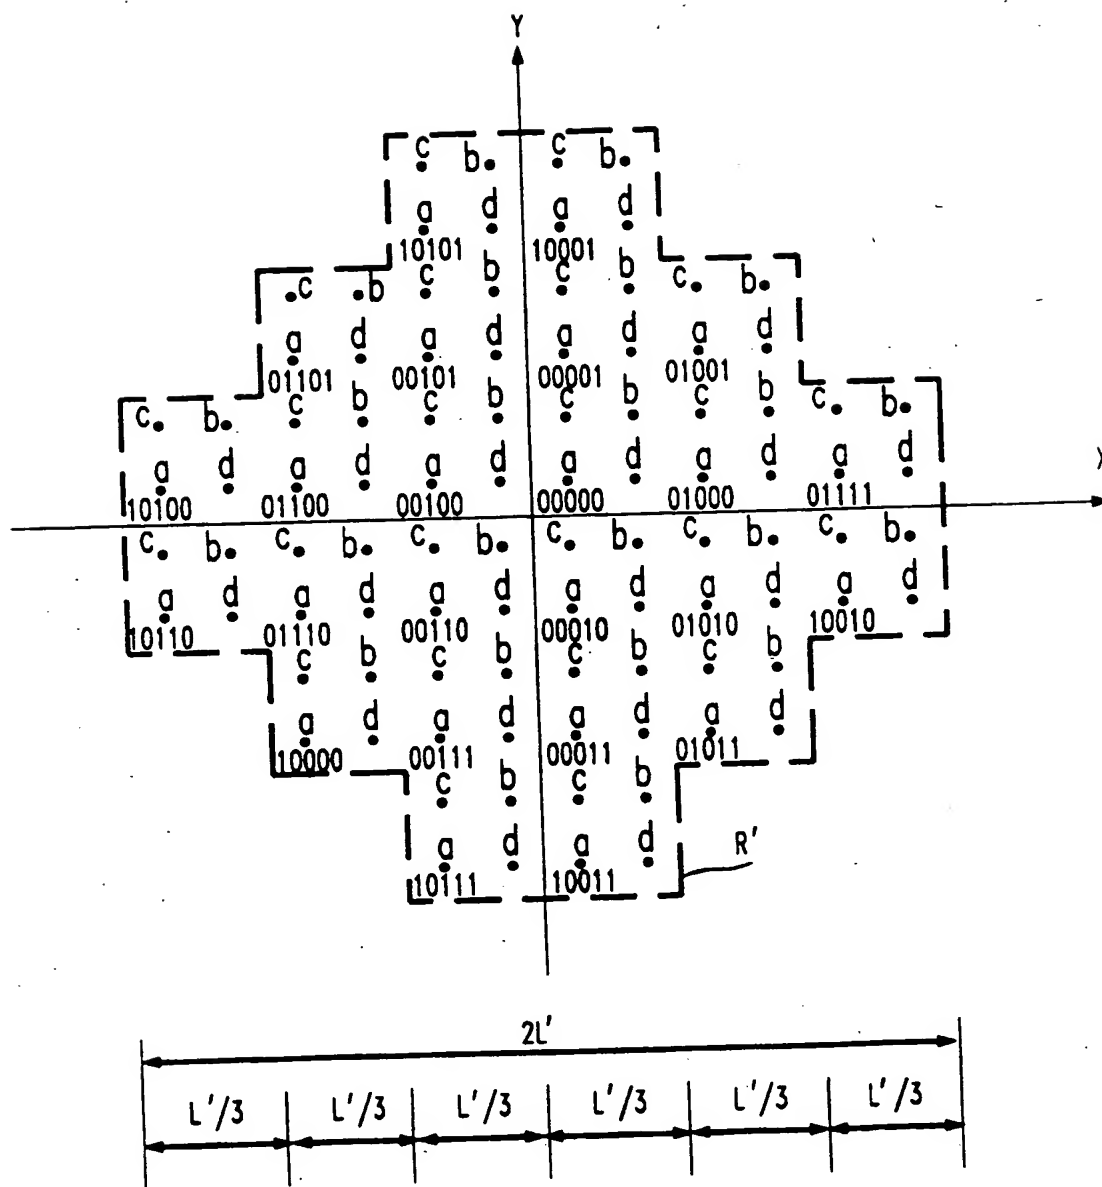 Y
c b c b
a d a d
10101 10001
c b c b c b c b
a d a d a d a d
01101 00101 00001 01001
c b c b c b c b c b c b
a d a d a d a d a d a d
10100 01100 00100 00000 01000 01111
X
c b c b c b c b c b c b
a d a d a d a d a d a d
10110 01110 00110 00010 01010 10010
c b c b c b c b
a d a d a d a d
10000 00111 00011 01011
c b c b
a d a d
10111 10011
R'
2L'
L'/3 L'/3 L'/3 L'/3 L'/3 L'/3